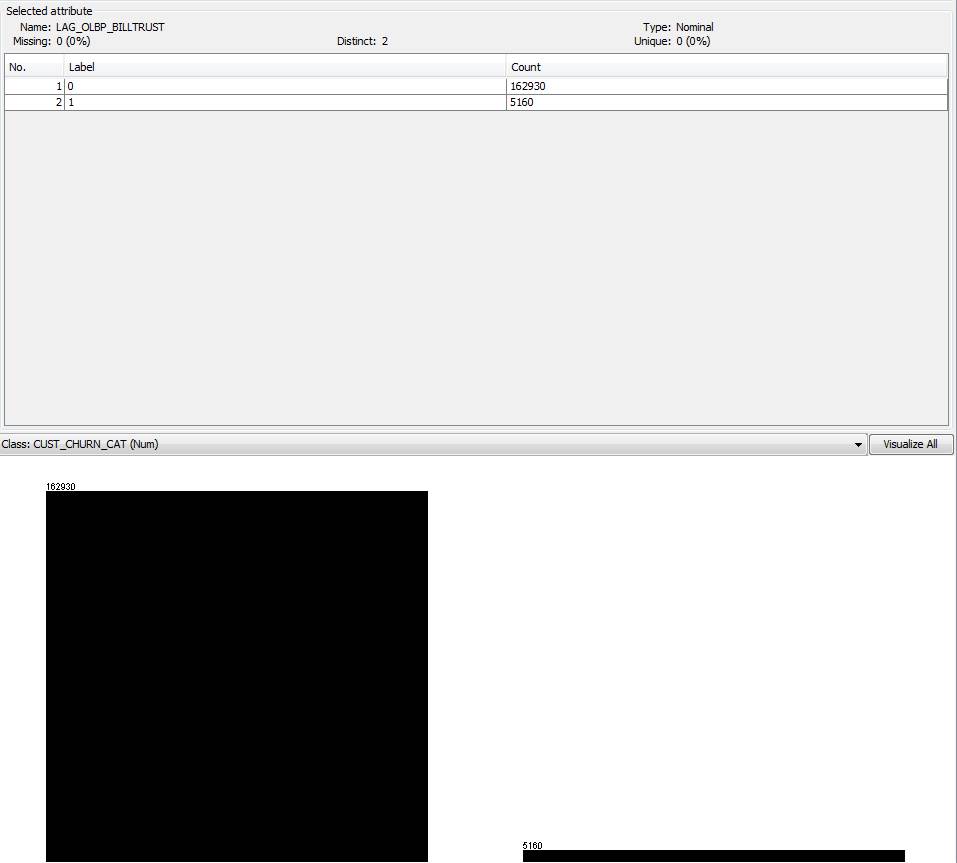 Selected attribute
Name: LAG_OLBP_BILLTRUST Type: Nominal
Missing: 0 (0%) Distinct: 2 Unique: 0 (0%)
No. Label Count
1 0 162930
2 1 5160
Class: CUST_CHURN_CAT (Num) Visualize All
162930
5160